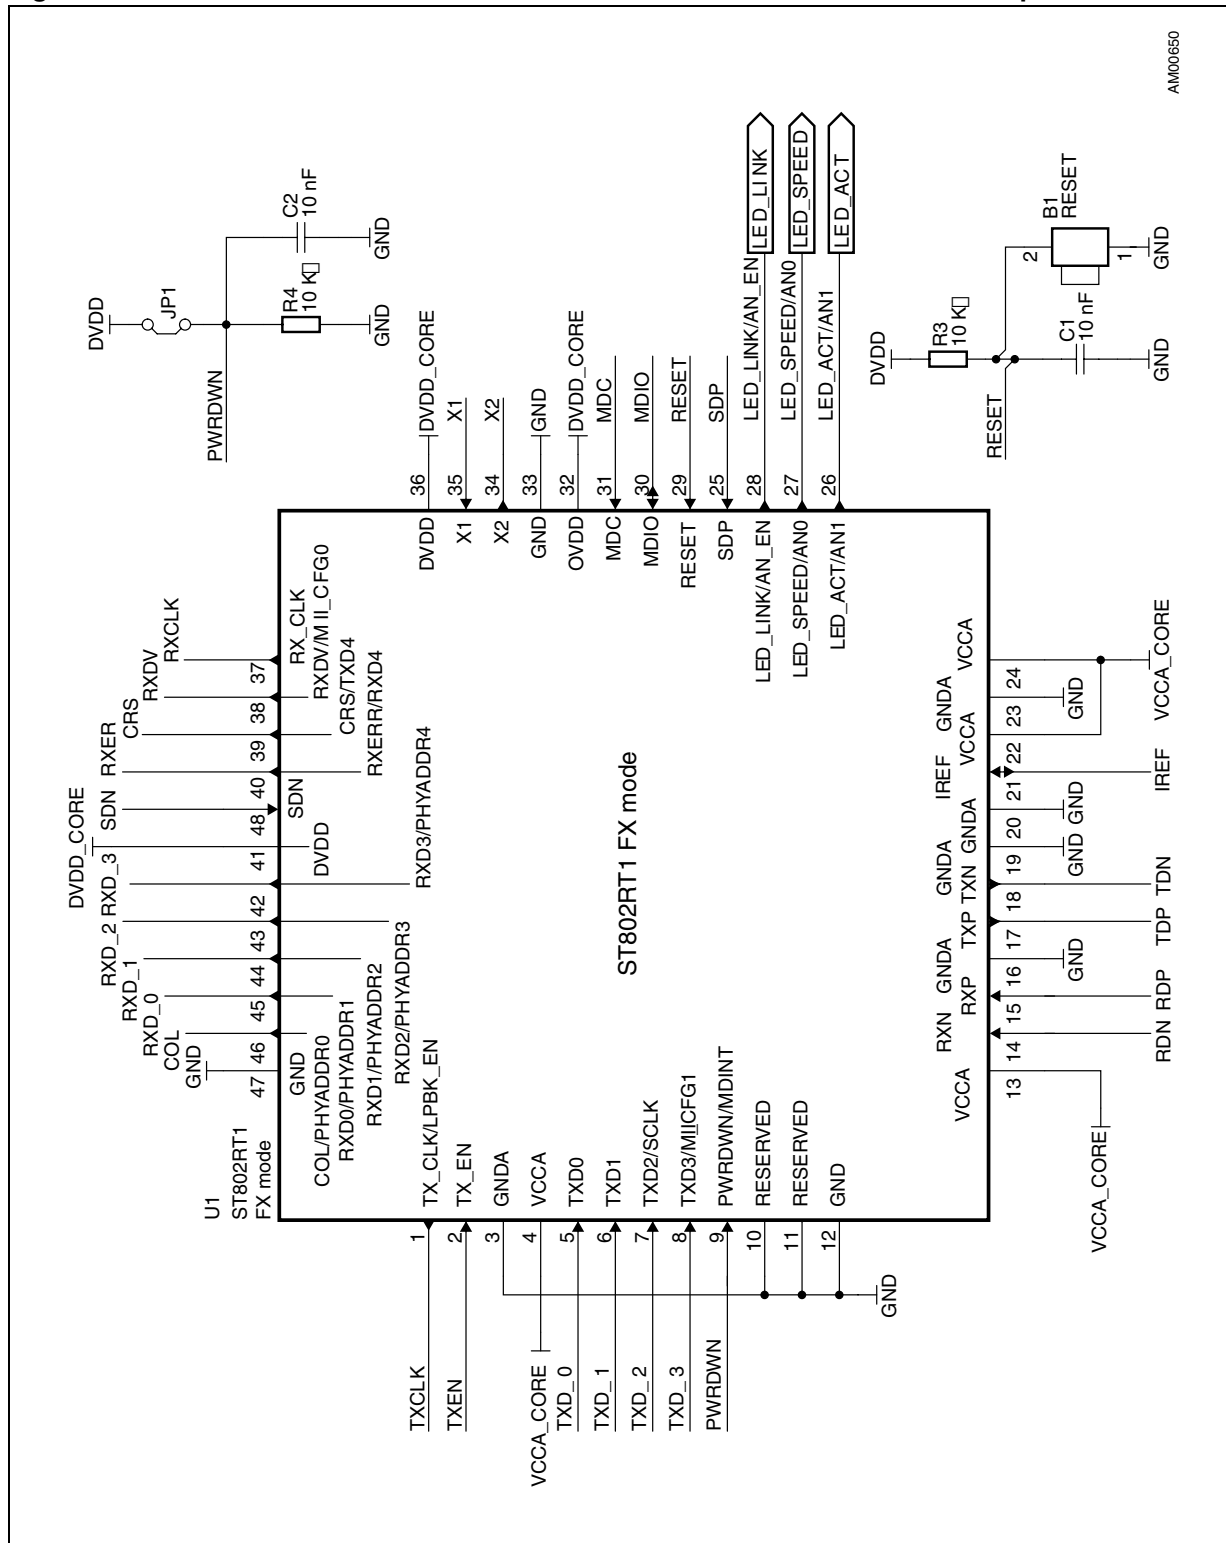 AM00650
U1
ST802RT1
FX mode
ST802RT1 FX mode
TXCLK
TXEN
VCCA_CORE
TXD_0
TXD_1
TXD_2
TXD_3
PWRDWN
GND
1 TX_CLK/LPBK_EN
2 TX_EN
3 GNDA
4 VCCA
5 TXD0
6 TXD1
7 TXD2/SCLK
8 TXD3/MIICFG1
9 PWRDWN/MDINT
10 RESERVED
11 RESERVED
12 GND
GND
COL
RXD_0
RXD_1
RXD_2
RXD_3
DVDD_CORE
SDN
RXER
CRS
RXDV
RXCLK
47
46
45
44
43
42
41
48
40
39
38
37
GND
COL/PHYADDR0
RXD0/PHYADDR1
RXD1/PHYADDR2
RXD2/PHYADDR3
RXD3/PHYADDR4
DVDD
SDN
RXERR/RXD4
CRS/TXD4
RXDV/MII_CFG0
RX_CLK
VCCA
RXN
RXP
GNDA
TXP
TXN
GNDA
GNDA
IREF
VCCA
GNDA
VCCA
13
14
15
16
17
18
19
20
21
22
23
24
VCCA_CORE
RDN
RDP
GND
TDP
TDN
GND
GND
IREF
GND
VCCA_CORE
DVDD 36 DVDD_CORE
X1 35 X1
X2 34 X2
GND 33 GND
OVDD 32 DVDD_CORE
MDC 31 MDC
MDIO 30 MDIO
RESET 29 RESET
SDP 25 SDP
LED_LINK/AN_EN 28 LED_LINK/AN_EN LED_LINK
LED_SPEED/AN0 27 LED_SPEED/AN0 LED_SPEED
LED_ACT/AN1 26 LED_ACT/AN1 LED_ACT
DVDD
JP1
PWRDWN
R4
10 K□
C2
10 nF
GND
GND
DVDD
R3
10 K□
RESET
C1
10 nF
GND
2
B1
RESET
1
GND